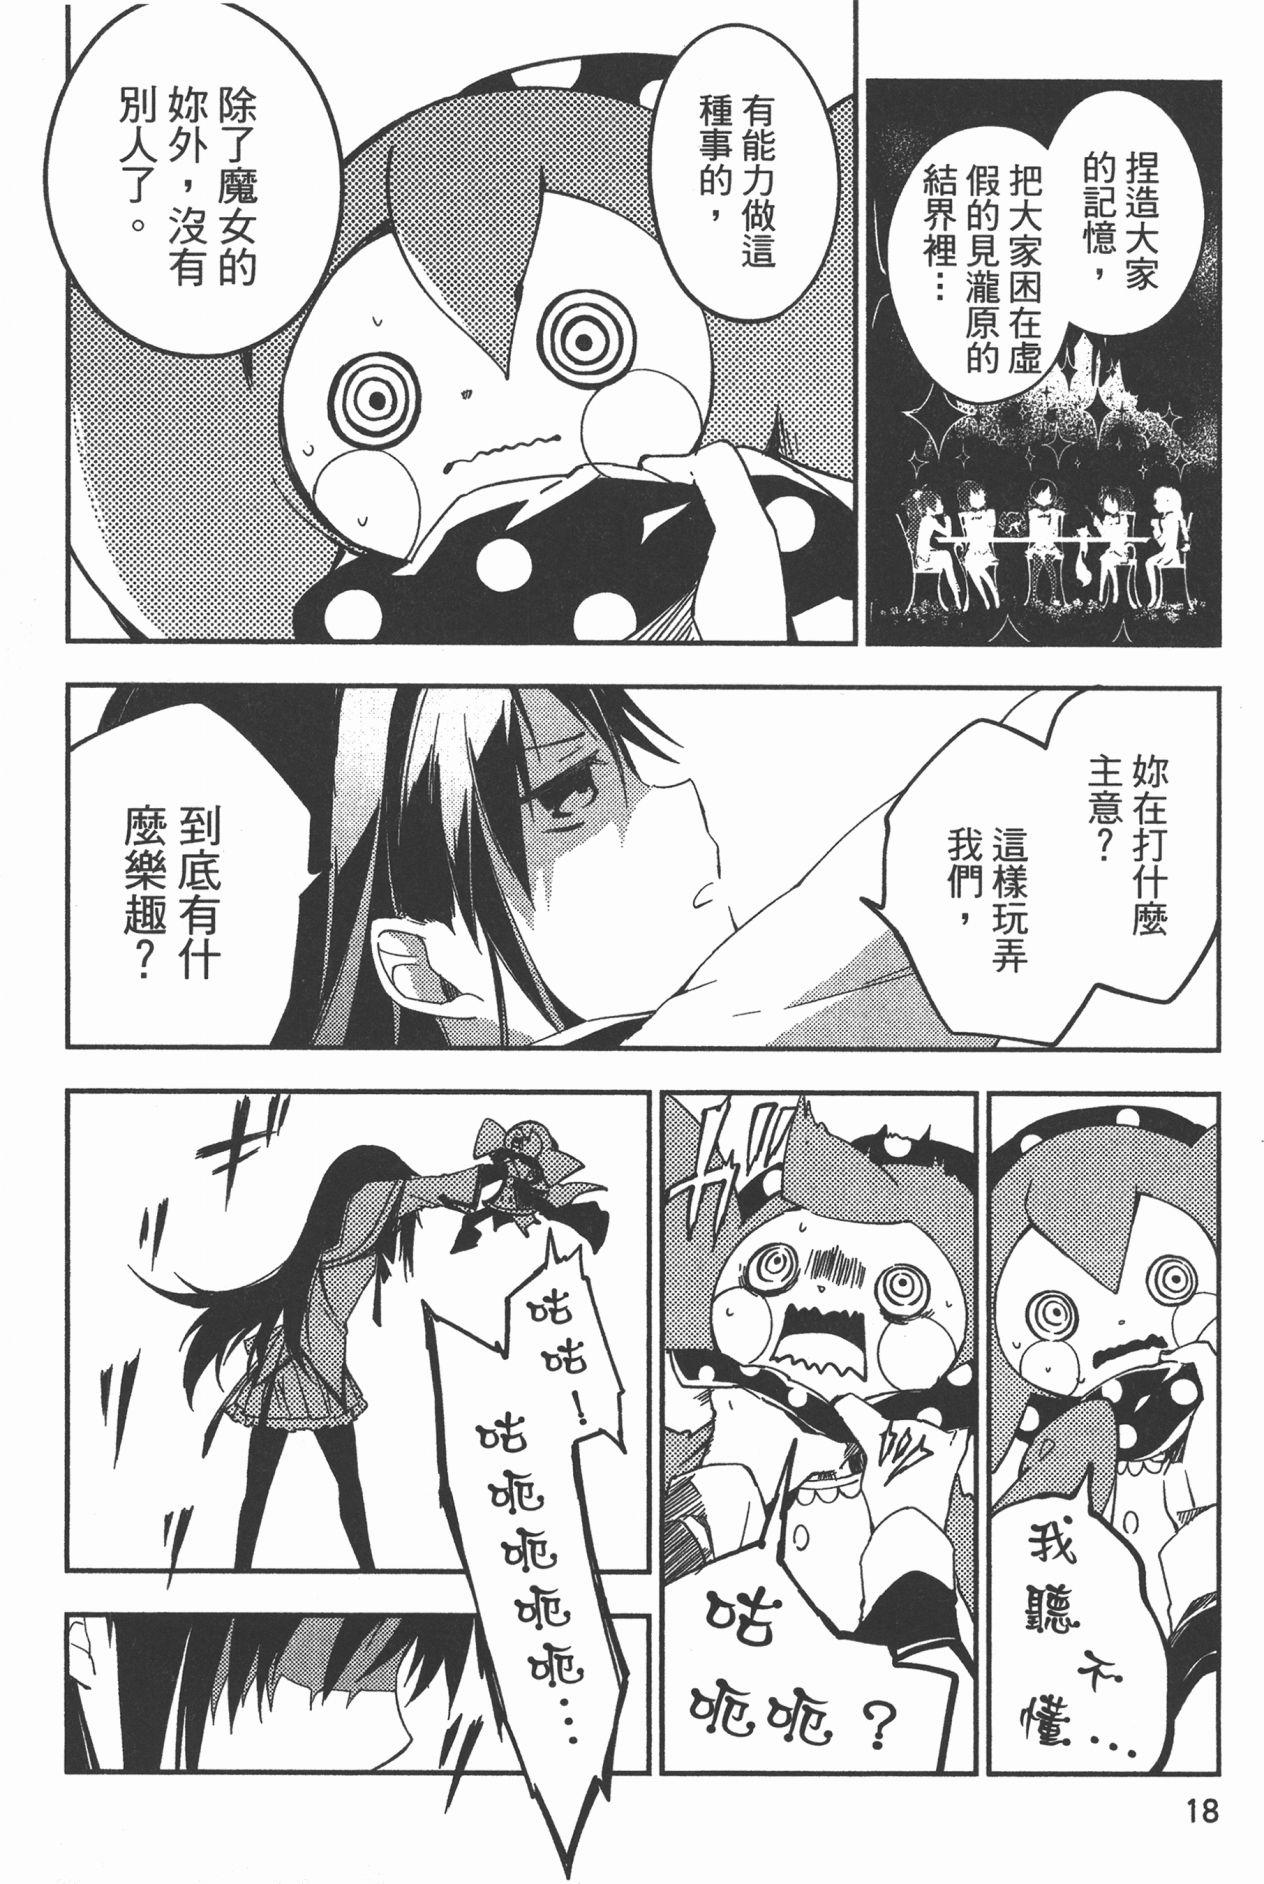 捏造大家
的記憶，
把大家困在虛
假的見瀧原的
結界裡…
有能力做這
種事的，
除了魔女的
妳外，沒有
別人了。
妳在打什麼
主意？
這樣玩弄
我們，
到底有什
麼樂趣？
我聽不懂…
咕
呃呃？
咕咕！
咕呃呃呃呃…
18